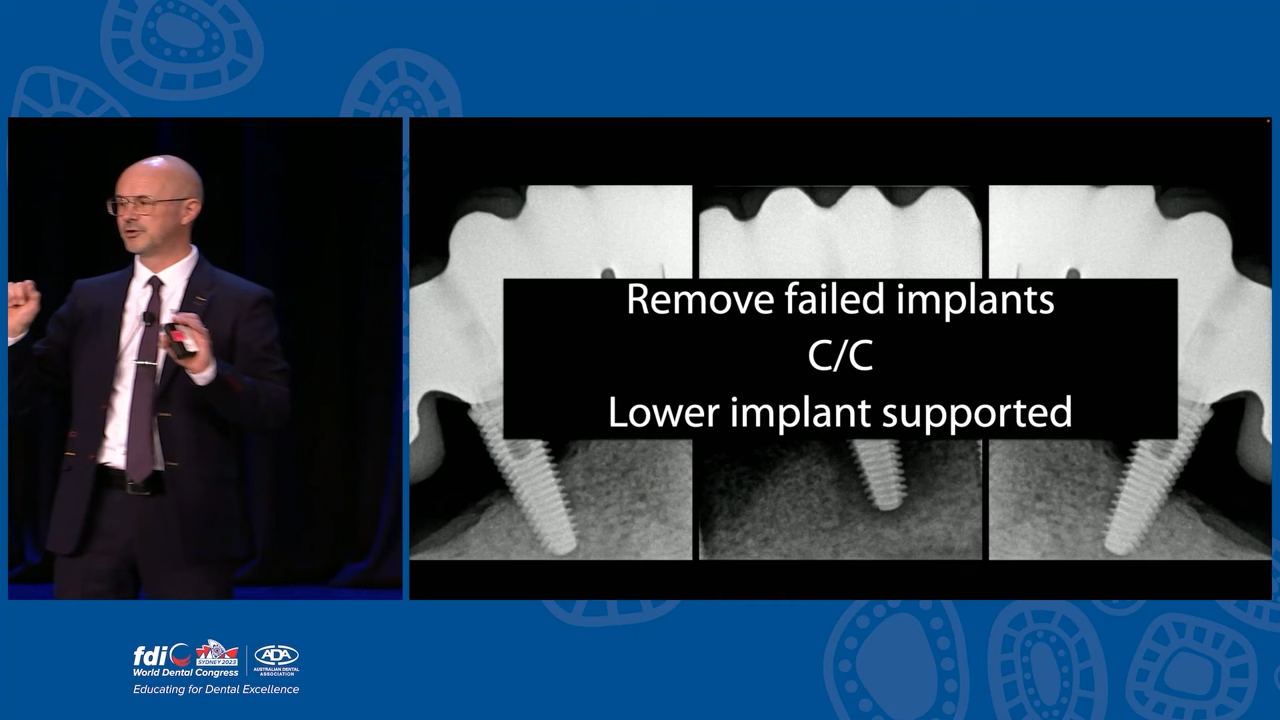 Remove failed implants
C/C
Lower implant supported
fdi
SYDNEY 2023
World Dental Congress
ADA
AUSTRALIAN DENTAL
ASSOCIATION
Educating for Dental Excellence